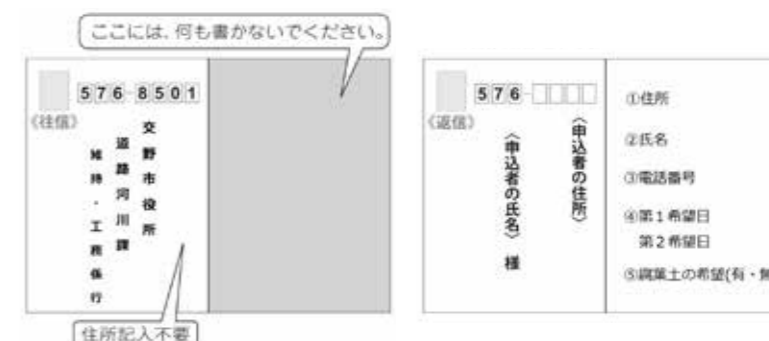 ここには、何も書かないでください。
576-8501
《往信》
交野市役所
道路河川課
維持・工務係行
住所記入不要
576-
《返信》
〈申込者の住所〉
〈申込者の氏名〉 様
①住所
②氏名
③電話番号
④第1希望日
第2希望日
⑤腐葉土の希望(有・無